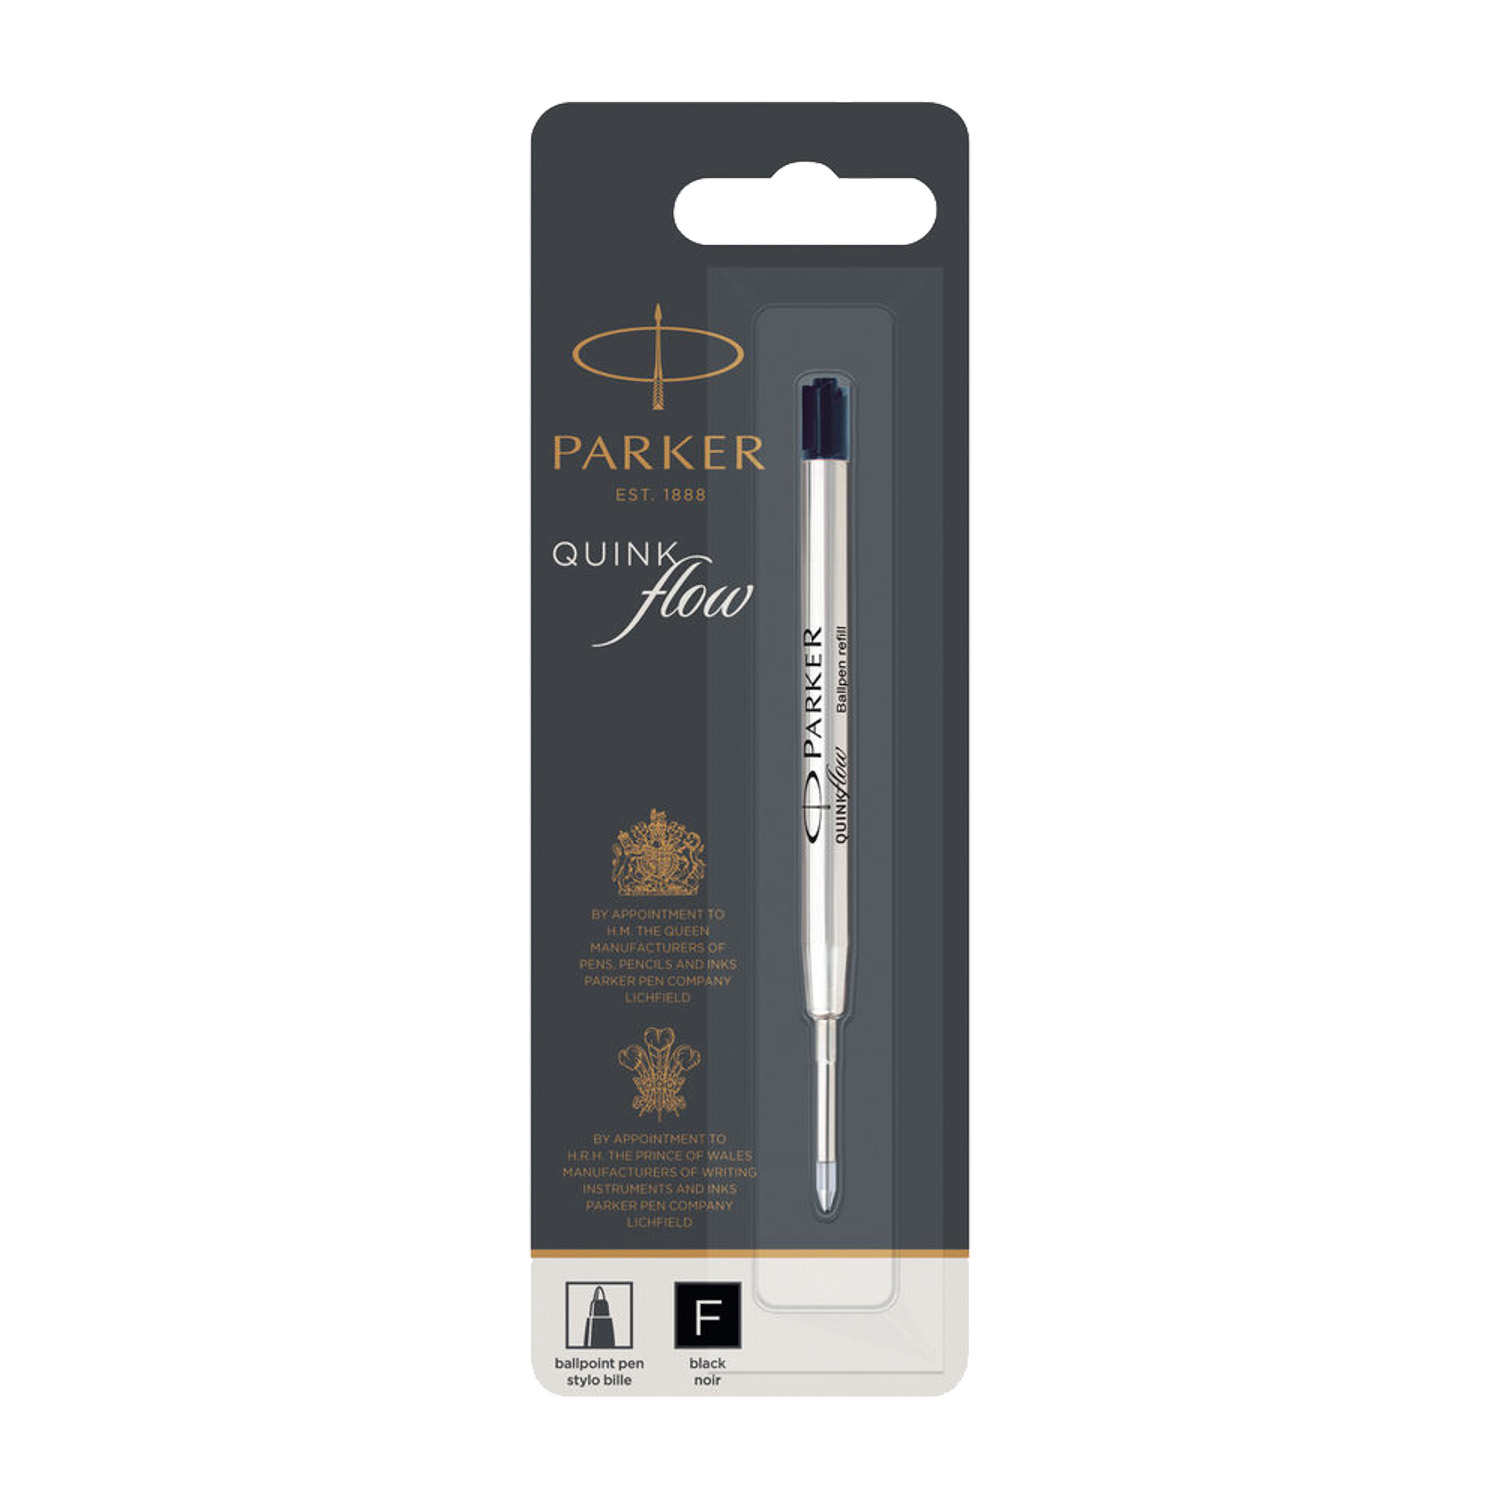 PARKER
EST. 1888
QUINK
flow
BY APPOINTMENT TO
H.M. THE QUEEN
MANUFACTURERS OF
PENS, PENCILS AND INKS
PARKER PEN COMPANY
LICHFIELD
BY APPOINTMENT TO
H.R.H. THE PRINCE OF WALES
MANUFACTURERS OF WRITING
INSTRUMENTS AND INKS
PARKER PEN COMPANY
LICHFIELD
PARKER
QUINKflow Ballpen refill
F
ballpoint pen
stylo bille
black
noir